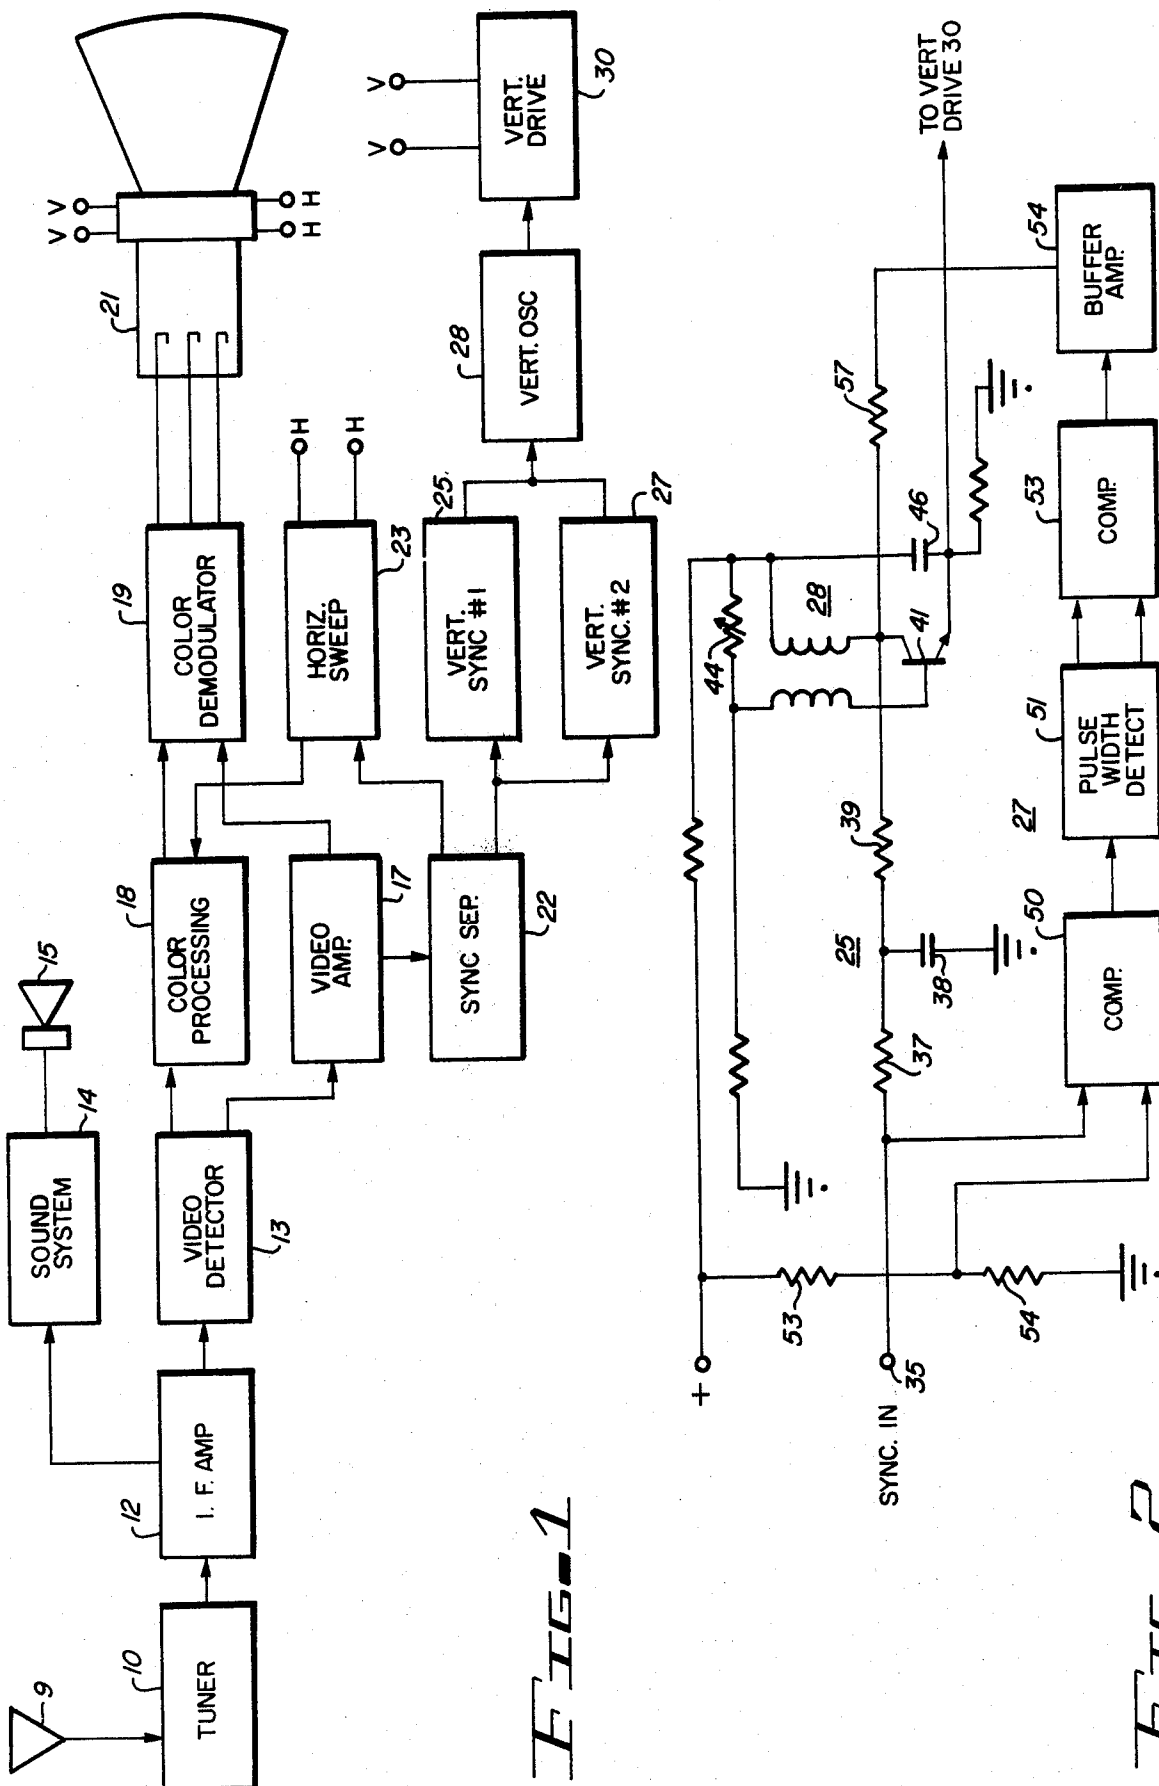 9
10
TUNER
12
I. F. AMP
SOUND
SYSTEM
14
15
VIDEO
DETECTOR
13
18
COLOR
PROCESSING
VIDEO
AMP.
17
SYNC SEP.
22
19
COLOR
DEMODULATOR
HORIZ.
SWEEP
23
H
H
VERT.
SYNC #1
25
VERT.
SYNC. #2
27
21
V
V
H
H
28
VERT. OSC
V
V
VERT.
DRIVE
30
FIG-1
+
SYNC. IN
35
53
54
37
25
38
39
44
28
41
46
57
TO VERT
DRIVE 30
50
COMP.
27
51
PULSE
WIDTH
DETECT
53
COMP.
54
BUFFER
AMP.
FIG-2